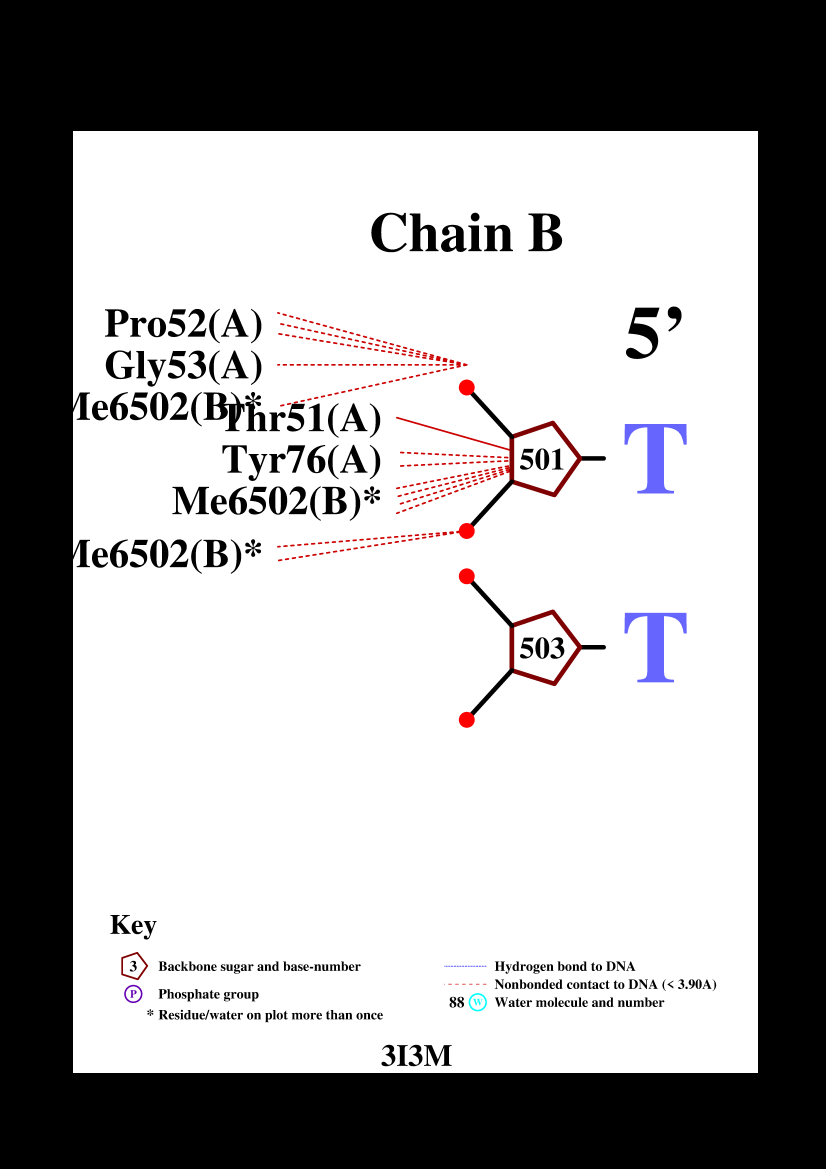 Chain B
5’
Pro52(A)
Gly53(A)
Me6502(B)*
Thr51(A)
Tyr76(A)
501
T
Me6502(B)*
Me6502(B)*
503
T
Key
3 Backbone sugar and base-number
P Phosphate group
* Residue/water on plot more than once
Hydrogen bond to DNA
Nonbonded contact to DNA (< 3.90A)
88 W Water molecule and number
3I3M